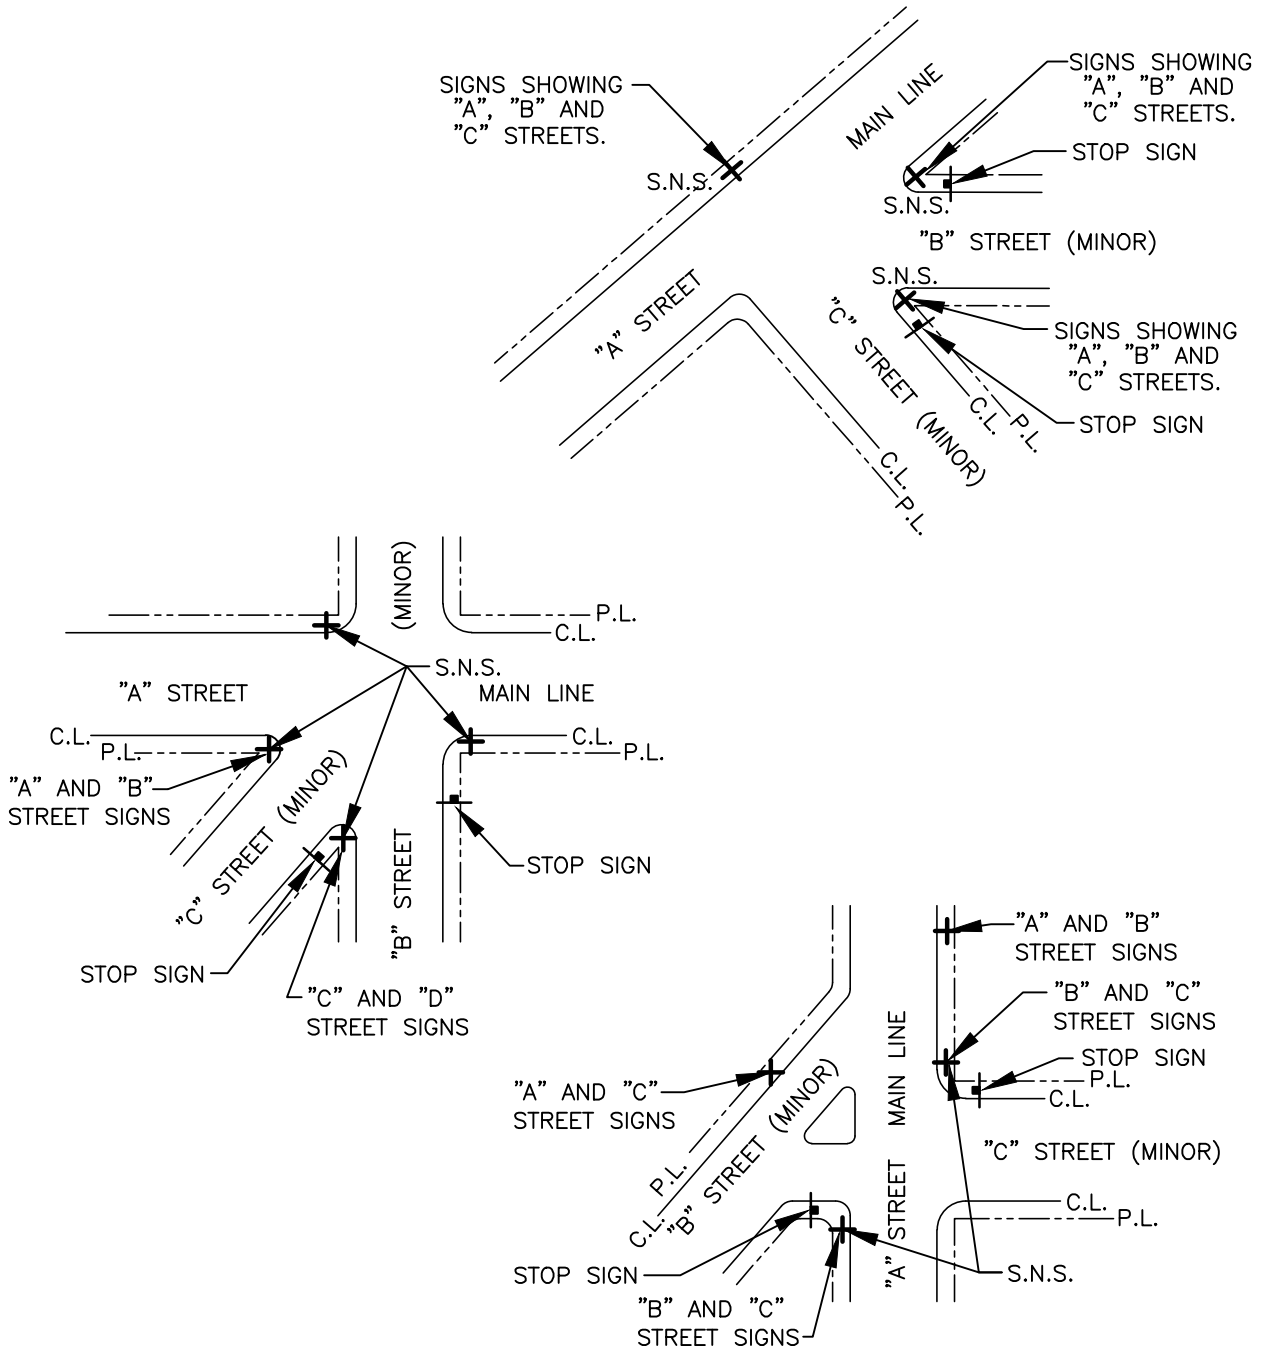 SIGNS SHOWING
"A", "B" AND
"C" STREETS.
MAIN LINE
SIGNS SHOWING
"A", "B" AND
"C" STREETS.
STOP SIGN
S.N.S.
S.N.S.
"B" STREET (MINOR)
S.N.S.
"A" STREET
"C" STREET (MINOR)
SIGNS SHOWING
"A", "B" AND
"C" STREETS.
STOP SIGN
C.L.
P.L.
C.L.
P.L.
(MINOR)
P.L.
C.L.
S.N.S.
"A" STREET
MAIN LINE
C.L.
P.L.
C.L.
P.L.
"A" AND "B"
STREET SIGNS
"C" STREET (MINOR)
"B" STREET
STOP SIGN
STOP SIGN
"C" AND "D"
STREET SIGNS
"A" AND "B"
STREET SIGNS
"B" AND "C"
STREET SIGNS
MAIN LINE
STOP SIGN
P.L.
C.L.
"A" AND "C"
STREET SIGNS
"B" STREET (MINOR)
"C" STREET (MINOR)
P.L.
C.L.
"A" STREET
C.L.
P.L.
STOP SIGN
S.N.S.
"B" AND "C"
STREET SIGNS